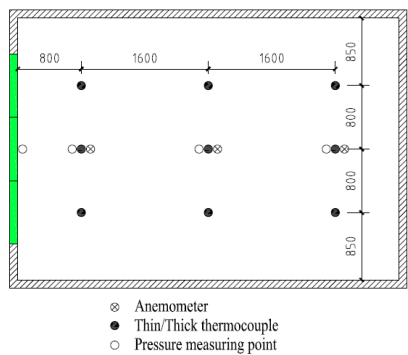 800 1600 1600
850
800
800
850
Anemometer
Thin/Thick thermocouple
Pressure measuring point